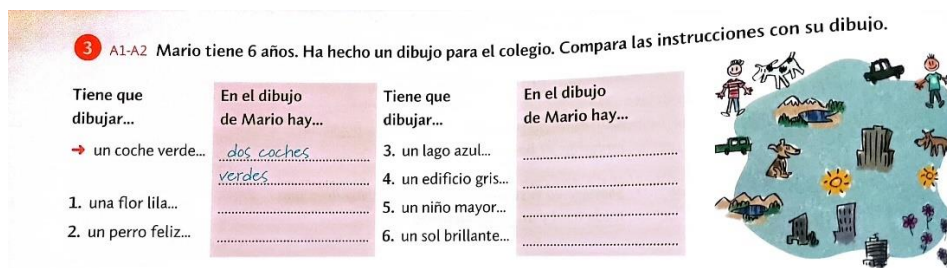 3 A1-A2 Mario tiene 6 años. Ha hecho un dibujo para el colegio. Compara las instrucciones con su dibujo.
Tiene que
dibujar...
En el dibujo
de Mario hay...
→ un coche verde... dos coches
verdes
1. una flor lila...
2. un perro feliz...
Tiene que
dibujar...
En el dibujo
de Mario hay...
3. un lago azul...
4. un edificio gris...
5. un niño mayor...
6. un sol brillante...